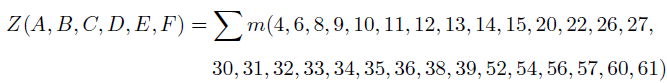 Z(A, B, C, D, E, F) = ∑ m(4, 6, 8, 9, 10, 11, 12, 13, 14, 15, 20, 22, 26, 27,
30, 31, 32, 33, 34, 35, 36, 38, 39, 52, 54, 56, 57, 60, 61)